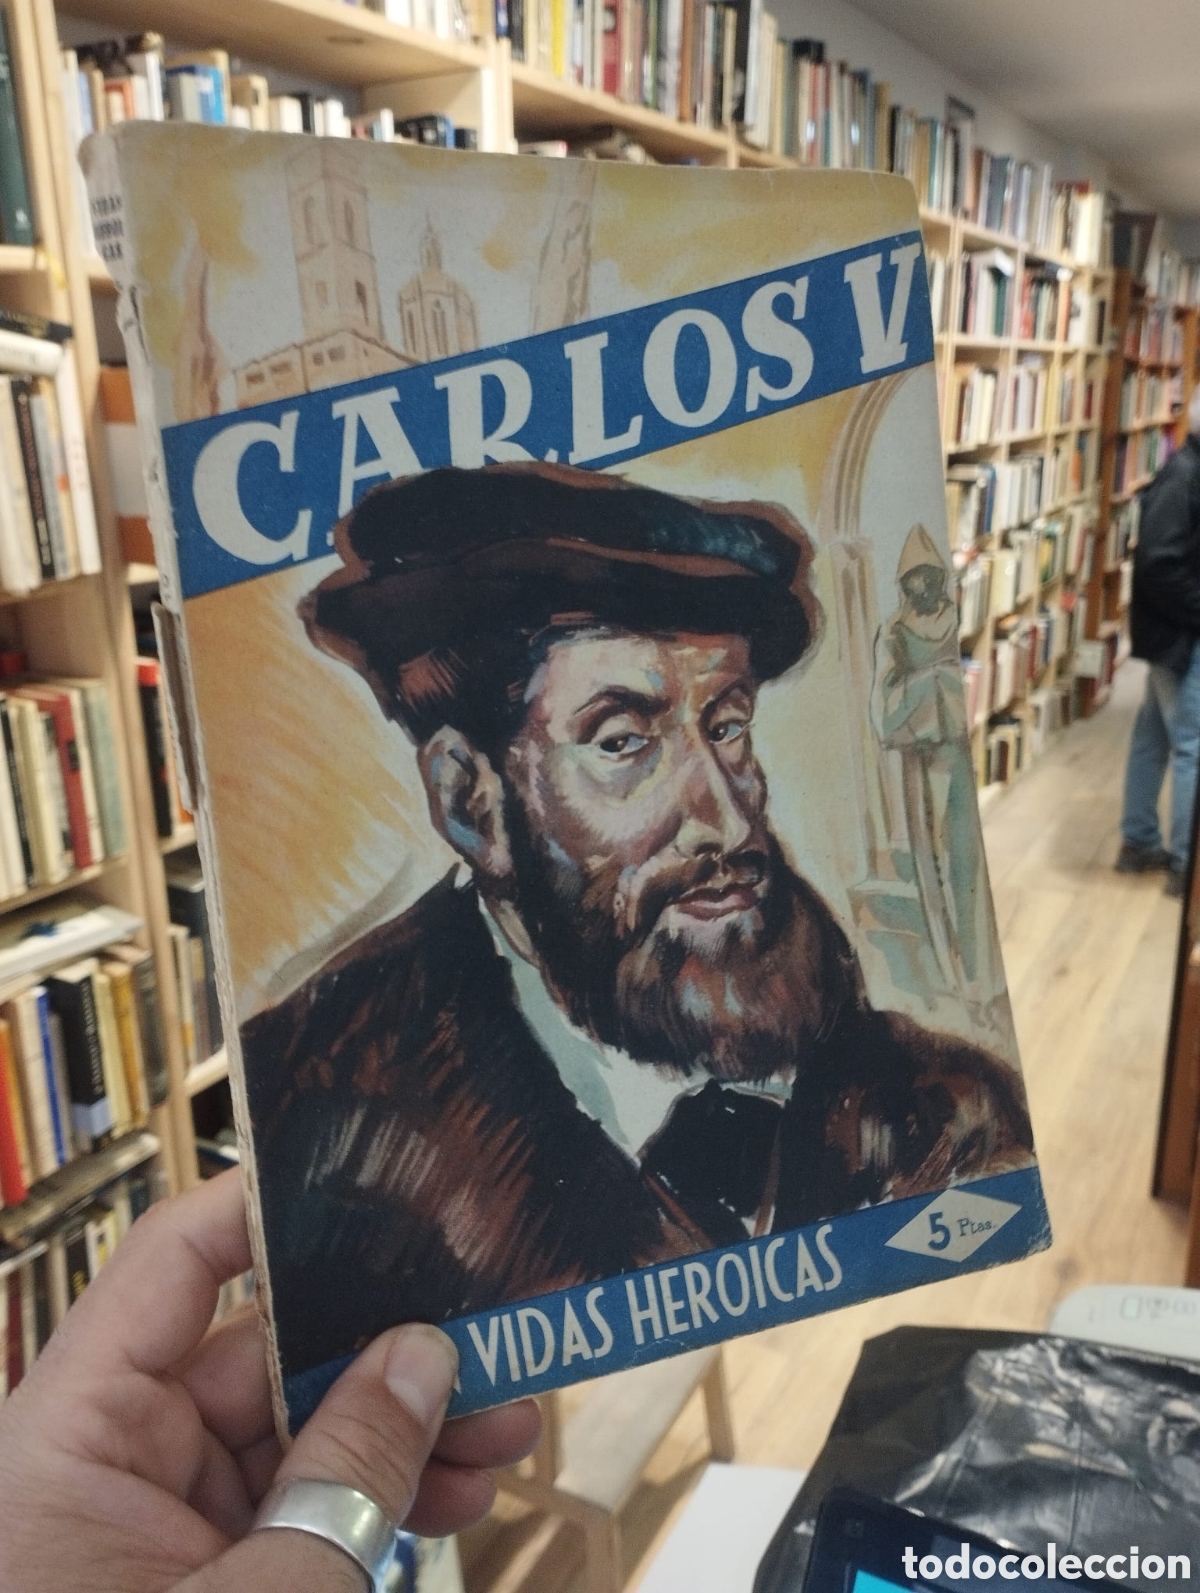 CARLOS V
5 Ptas.
VIDAS HEROICAS
todocoleccion